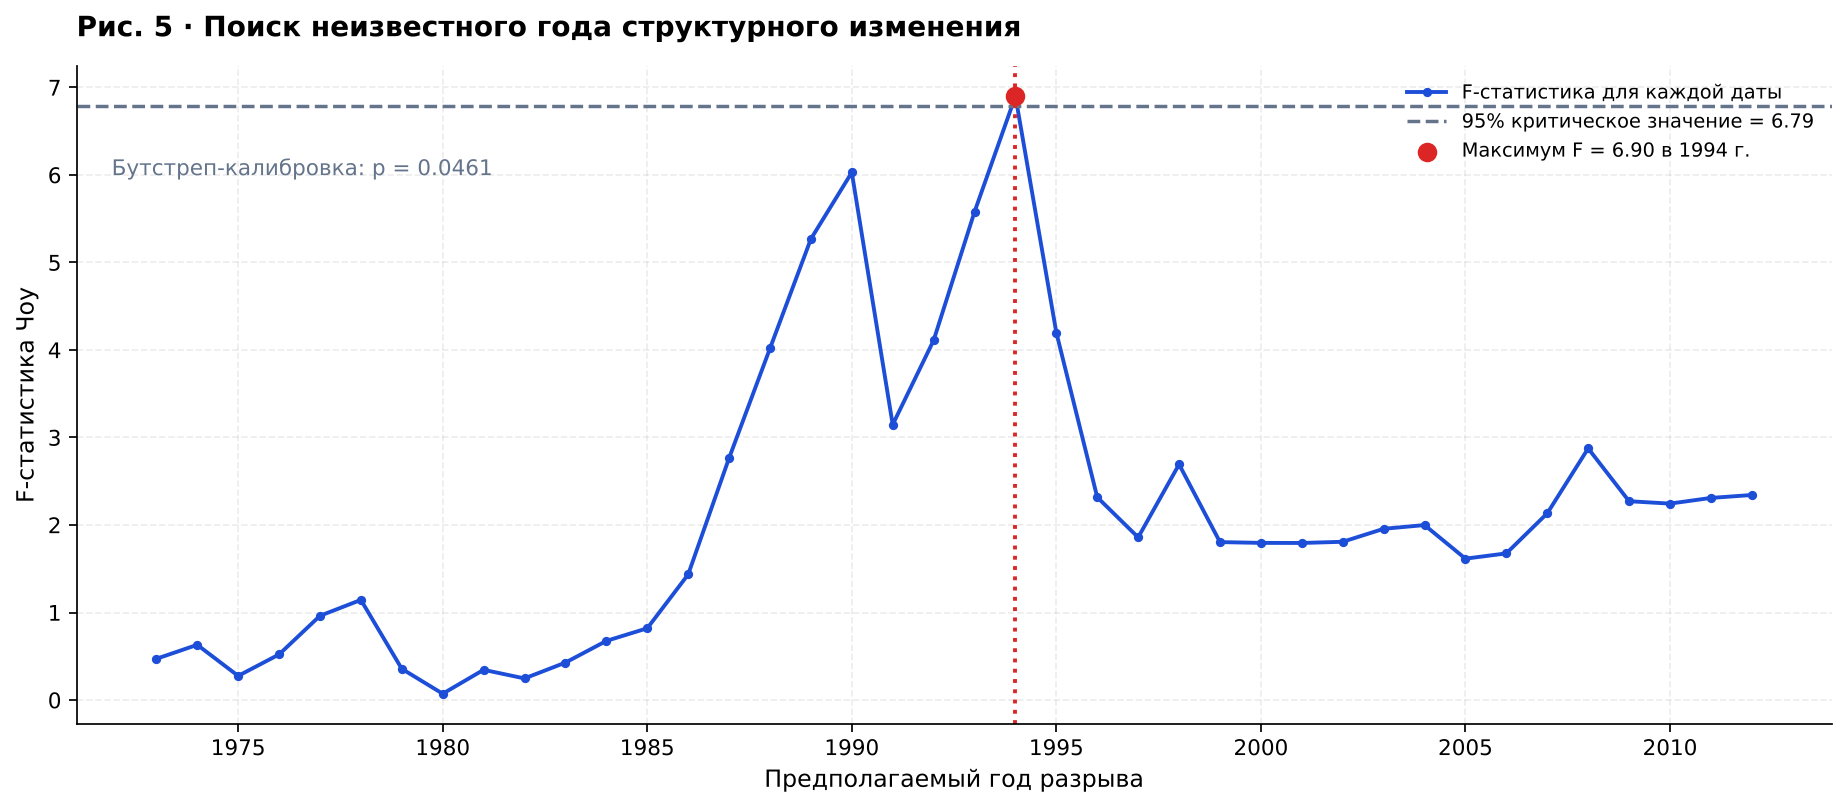 Рис. 5 · Поиск неизвестного года структурного изменения
F-статистика для каждой даты
95% критическое значение = 6.79
Максимум F = 6.90 в 1994 г.
Бутстреп-калибровка: p = 0.0461
F-статистика Чоу
7
6
5
4
3
2
1
0
1975 1980 1985 1990 1995 2000 2005 2010
Предполагаемый год разрыва